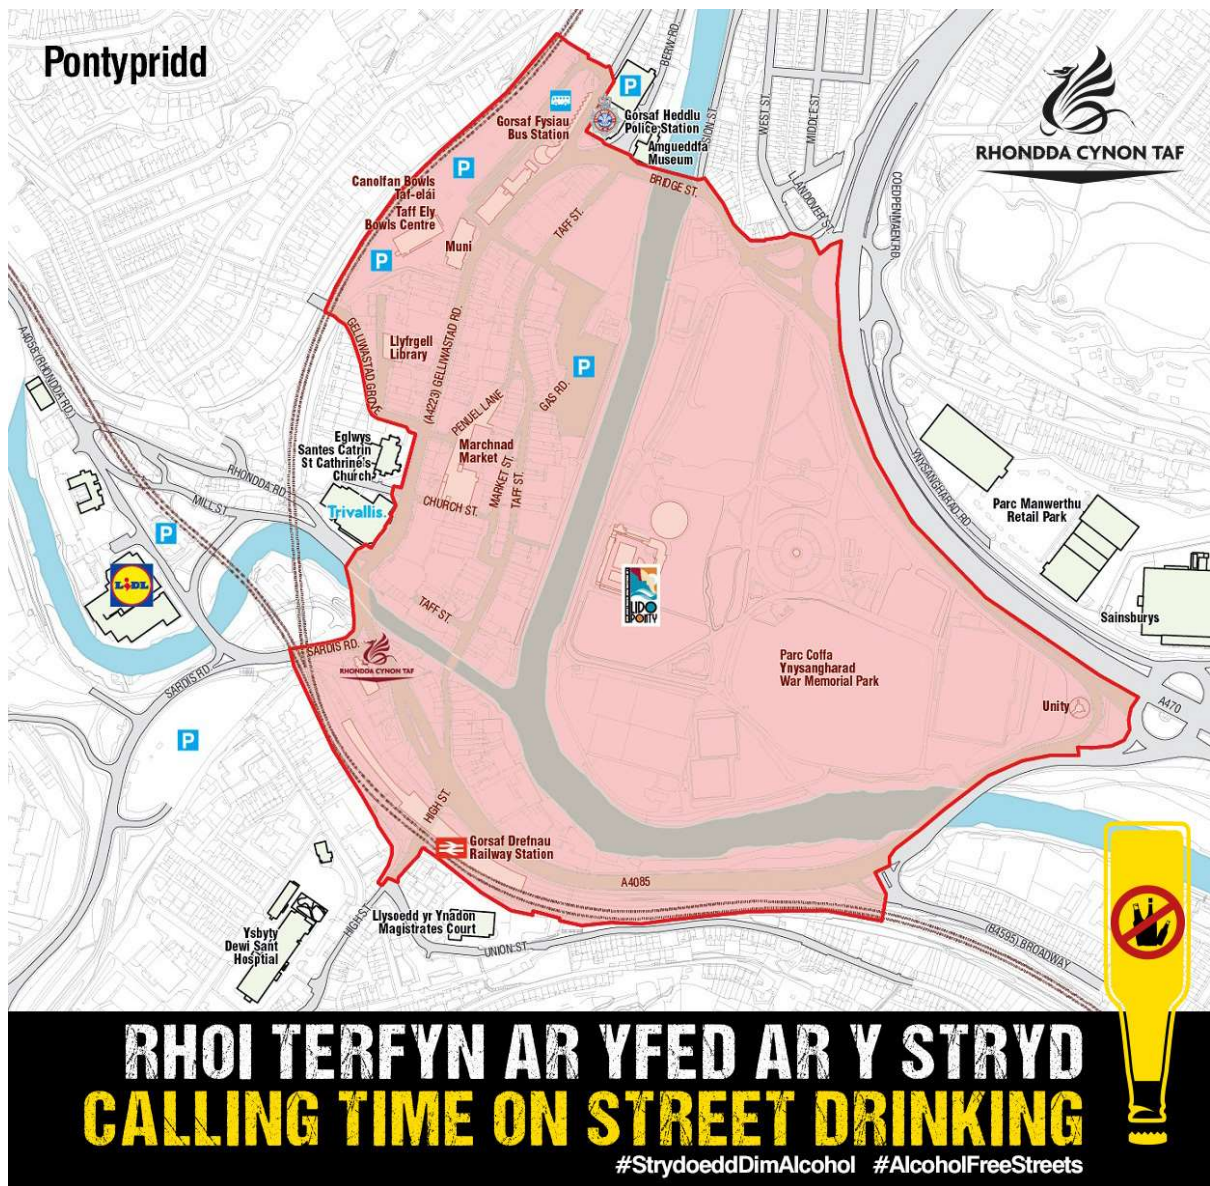 Pontypridd
RHONDDA CYNON TAF
BERW RD.
P
Gorsaf Fysiau
Bus Station
Gorsaf Heddlu
Police Station
Amgueddfa
Museum
WEST ST.
MIDDLE ST.
LLANDOVER ST.
COEDPENMAEN RD
BRIDGE ST.
P
Canolfan Bowls
Taf-elái
Taff Ely
Bowls Centre
Muni
TAFF ST.
P
GELLIWASTAD GROVE
Llyfrgell
Library
(A4223) GELLIWASTAD RD.
P
GAS RD.
PENUEL LANE
A4058 (RHONDDA RD.
Eglwys
Santes Catrin
St Cathrine's
Church
Marchnad
Market
MARKET ST.
TAFF ST.
CHURCH ST.
RHONDDA RD
MILL ST.
Trivallis.
P
LIDL
YNYSANGHARAD RD.
Parc Manwerthu
Retail Park
Sainsburys
LIDO
PONTY
TAFF ST.
SARDIS RD.
RHONDDA CYNON TAF
SARDIS RD
Parc Coffa
Ynysangharad
War Memorial Park
Unity
A470
P
HIGH ST.
Gorsaf Drefnau
Railway Station
A4085
HIGH ST.
Llysoedd yr Ynadon
Magistrates Court
UNION ST.
(B4595) BROADWAY
Ysbyty
Dewi Sant
Hosptial
RHOI TERFYN AR YFED AR Y STRYD
CALLING TIME ON STREET DRINKING
#StrydoeddDimAlcohol #AlcoholFreeStreets